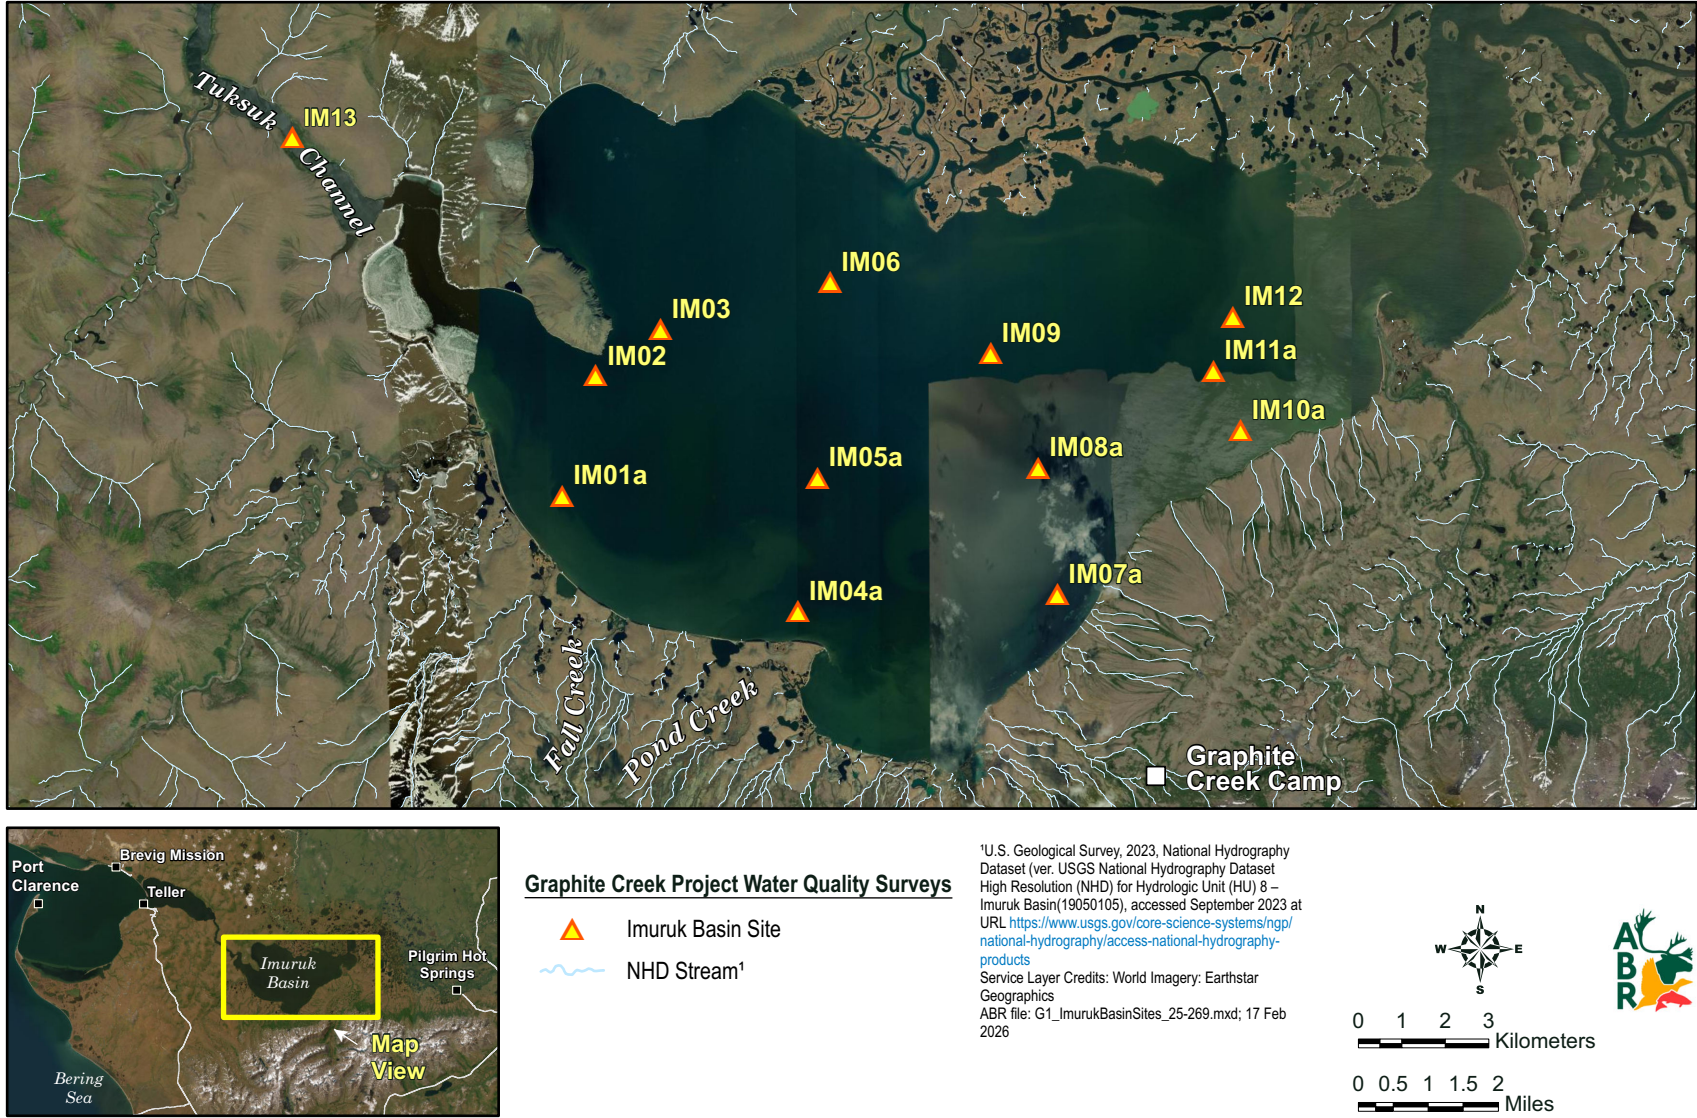 Tuksuk
Channel
IM13
IM06
IM03
IM12
IM09
IM02
IM11a
IM10a
IM08a
IM05a
IM01a
IM07a
IM04a
Fall Creek
Pond Creek
Graphite
Creek Camp
Brevig Mission
Port
Clarence
Teller
Imuruk
Basin
Pilgrim Hot
Springs
Map
View
Bering
Sea
Graphite Creek Project Water Quality Surveys
Imuruk Basin Site
NHD Stream¹
¹U.S. Geological Survey, 2023, National Hydrography
Dataset (ver. USGS National Hydrography Dataset
High Resolution (NHD) for Hydrologic Unit (HU) 8 –
Imuruk Basin(19050105), accessed September 2023 at
URL https://www.usgs.gov/core-science-systems/ngp/
national-hydrography/access-national-hydrography-
products
Service Layer Credits: World Imagery: Earthstar
Geographics
ABR file: G1_ImurukBasinSites_25-269.mxd; 17 Feb
2026
N
W E
S
0 1 2 3
Kilometers
0 0.5 1 1.5 2
Miles
A
B
R